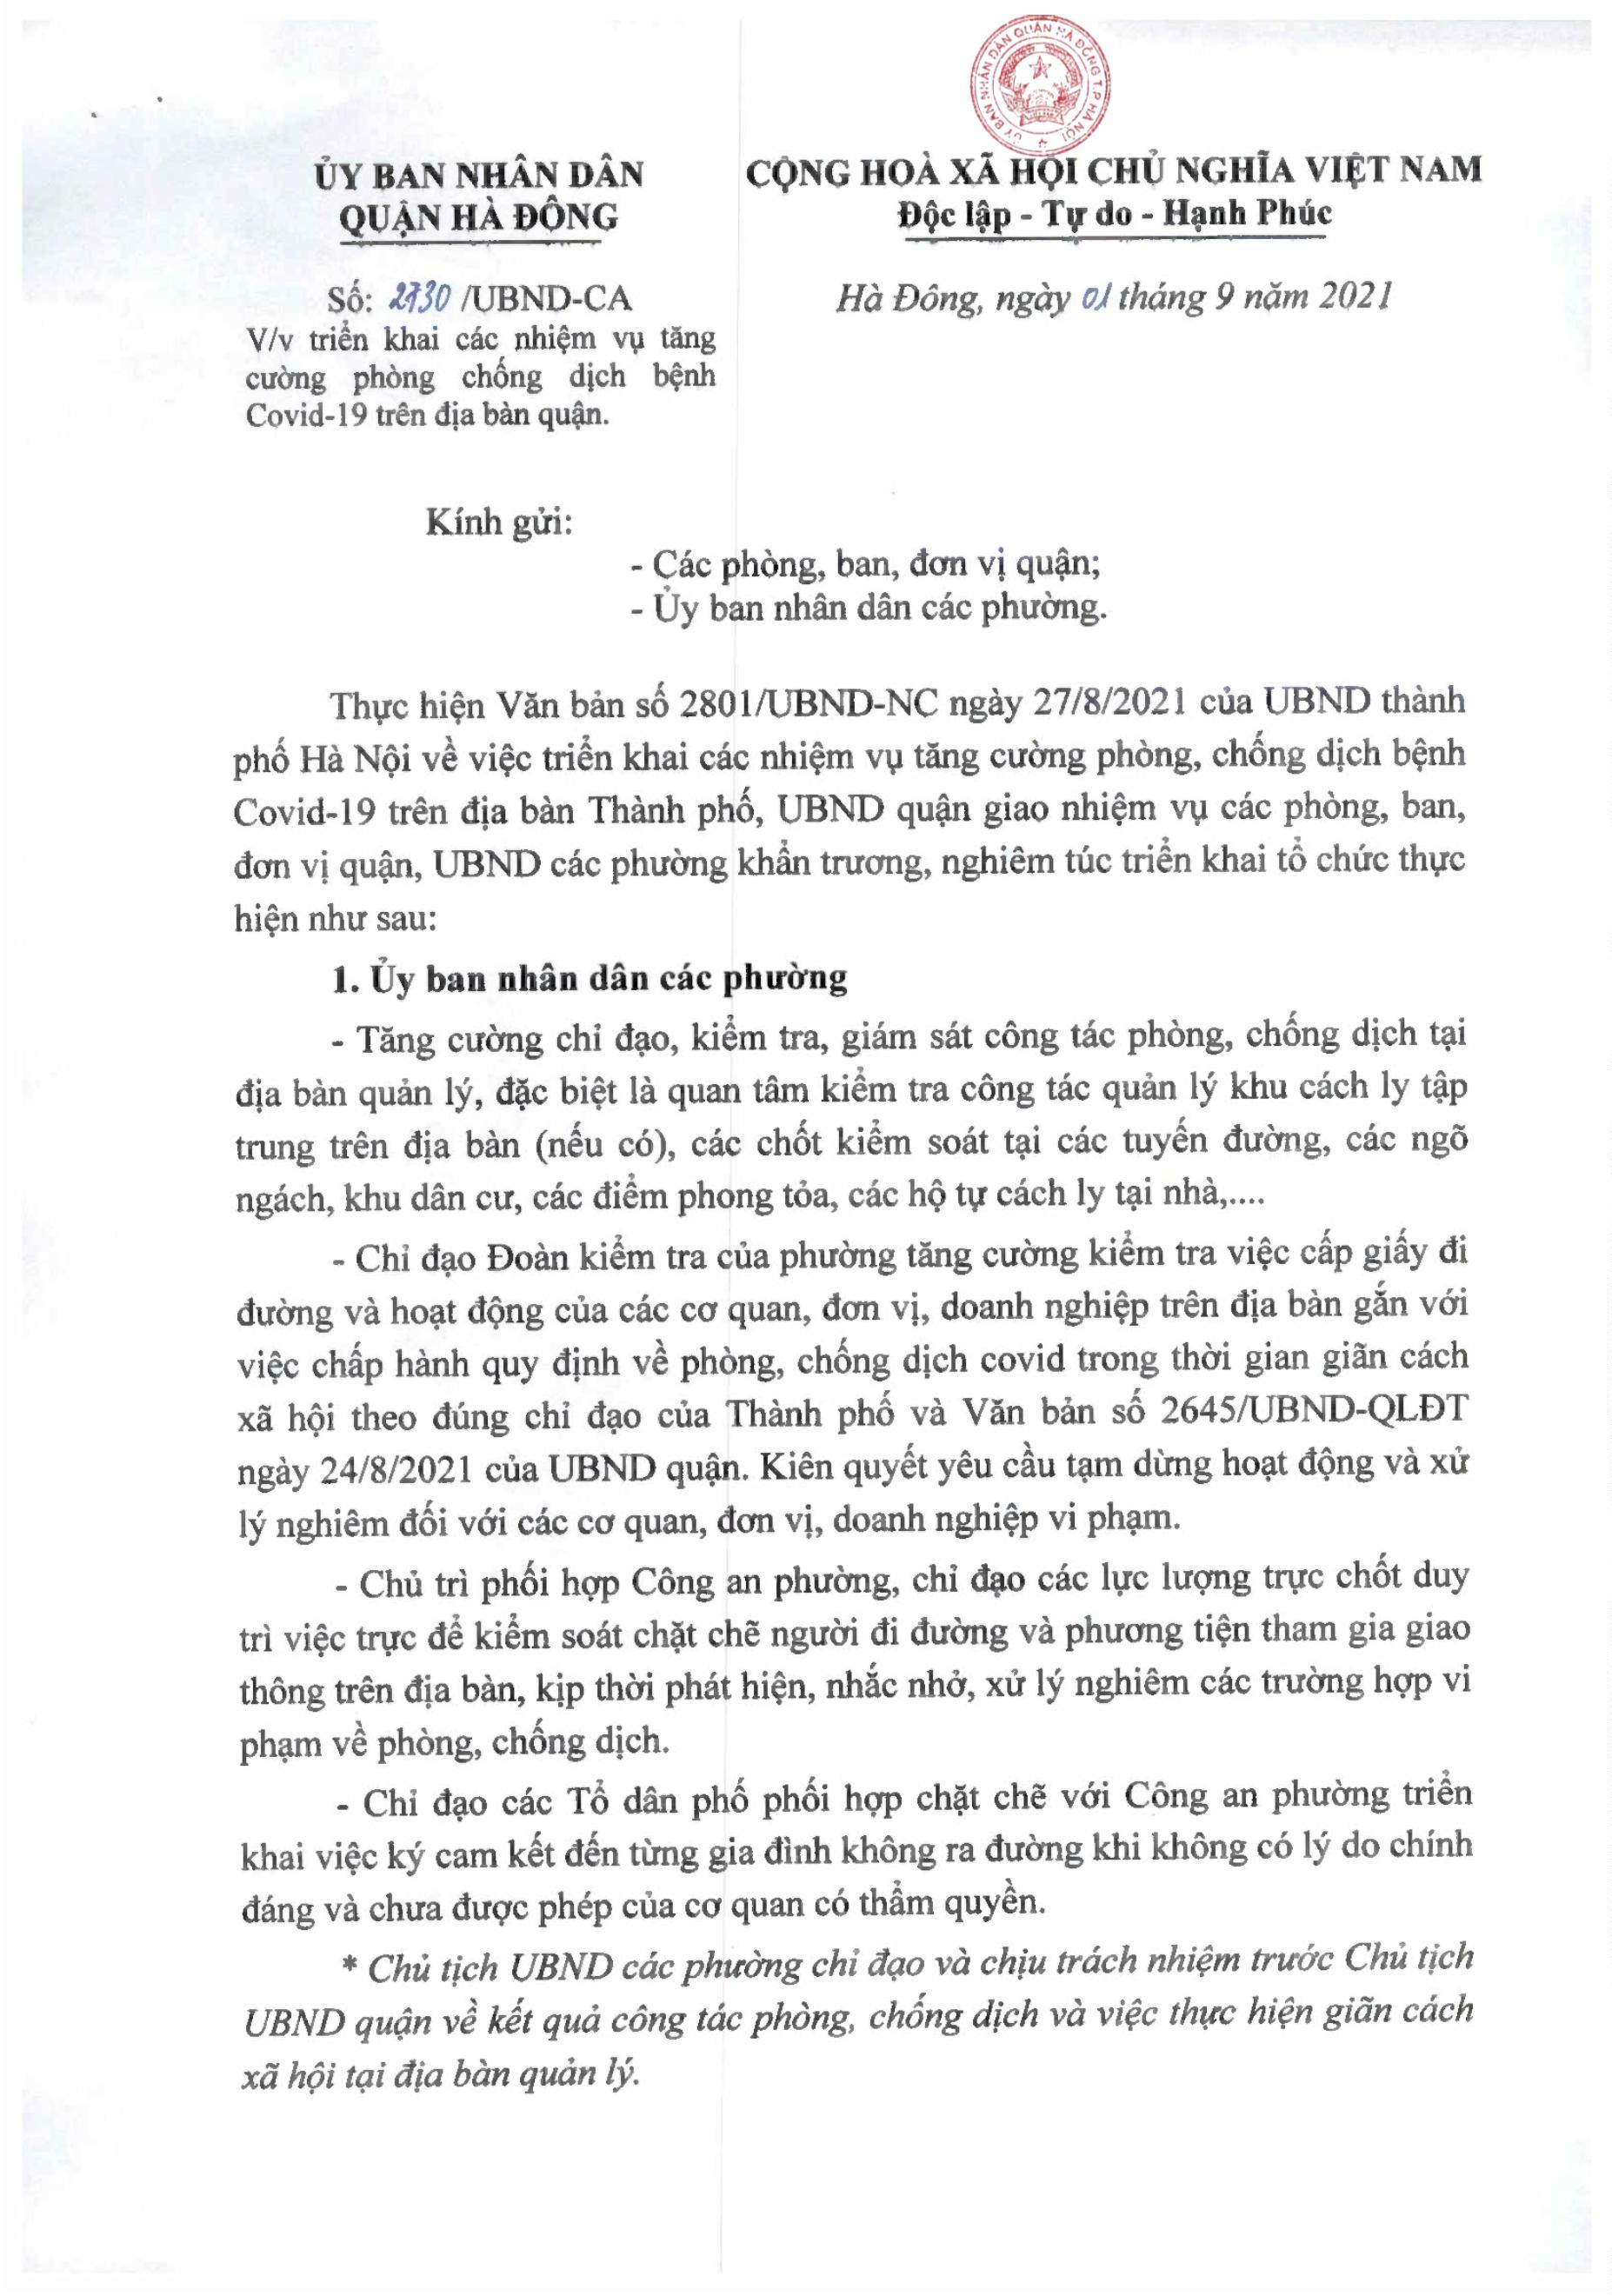 ỦY BAN NHÂN DÂN QUẬN HÀ ĐÔNG T.P HÀ NỘI
ỦY BAN NHÂN DÂN
QUẬN HÀ ĐÔNG
CỘNG HOÀ XÃ HỘI CHỦ NGHĨA VIỆT NAM
Độc lập - Tự do - Hạnh Phúc
Số: 2730 /UBND-CA
V/v triển khai các nhiệm vụ tăng
cường phòng chống dịch bệnh
Covid-19 trên địa bàn quận.
Hà Đông, ngày 01 tháng 9 năm 2021
Kính gửi:
- Các phòng, ban, đơn vị quận;
- Ủy ban nhân dân các phường.
Thực hiện Văn bản số 2801/UBND-NC ngày 27/8/2021 của UBND thành
phố Hà Nội về việc triển khai các nhiệm vụ tăng cường phòng, chống dịch bệnh
Covid-19 trên địa bàn Thành phố, UBND quận giao nhiệm vụ các phòng, ban,
đơn vị quận, UBND các phường khẩn trương, nghiêm túc triển khai tổ chức thực
hiện như sau:
1. Ủy ban nhân dân các phường
- Tăng cường chỉ đạo, kiểm tra, giám sát công tác phòng, chống dịch tại
địa bàn quản lý, đặc biệt là quan tâm kiểm tra công tác quản lý khu cách ly tập
trung trên địa bàn (nếu có), các chốt kiểm soát tại các tuyến đường, các ngõ
ngách, khu dân cư, các điểm phong tỏa, các hộ tự cách ly tại nhà,....
- Chỉ đạo Đoàn kiểm tra của phường tăng cường kiểm tra việc cấp giấy đi
đường và hoạt động của các cơ quan, đơn vị, doanh nghiệp trên địa bàn gắn với
việc chấp hành quy định về phòng, chống dịch covid trong thời gian giãn cách
xã hội theo đúng chỉ đạo của Thành phố và Văn bản số 2645/UBND-QLĐT
ngày 24/8/2021 của UBND quận. Kiên quyết yêu cầu tạm dừng hoạt động và xử
lý nghiêm đối với các cơ quan, đơn vị, doanh nghiệp vi phạm.
- Chủ trì phối hợp Công an phường, chỉ đạo các lực lượng trực chốt duy
trì việc trực để kiểm soát chặt chẽ người đi đường và phương tiện tham gia giao
thông trên địa bàn, kịp thời phát hiện, nhắc nhở, xử lý nghiêm các trường hợp vi
phạm về phòng, chống dịch.
- Chỉ đạo các Tổ dân phố phối hợp chặt chẽ với Công an phường triển
khai việc ký cam kết đến từng gia đình không ra đường khi không có lý do chính
đáng và chưa được phép của cơ quan có thẩm quyền.
* Chủ tịch UBND các phường chỉ đạo và chịu trách nhiệm trước Chủ tịch
UBND quận về kết quả công tác phòng, chống dịch và việc thực hiện giãn cách
xã hội tại địa bàn quản lý.